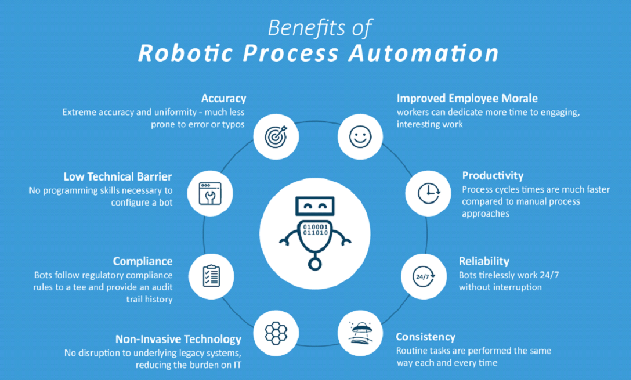 Benefits of
Robotic Process Automation
Accuracy
Extreme accuracy and uniformity - much less
prone to error or typos
Improved Employee Morale
workers can dedicate more time to engaging,
interesting work
Low Technical Barrier
No programming skills necessary to
configure a bot
Productivity
Process cycles times are much faster
compared to manual process
approaches
010001
011010
Compliance
Bots follow regulatory compliance
rules to a tee and provide an audit
trail history
24/7
Reliability
Bots tirelessly work 24/7
without interruption
Non-Invasive Technology
No disruption to underlying legacy systems,
reducing the burden on IT
Consistency
Routine tasks are performed the same
way each and every time